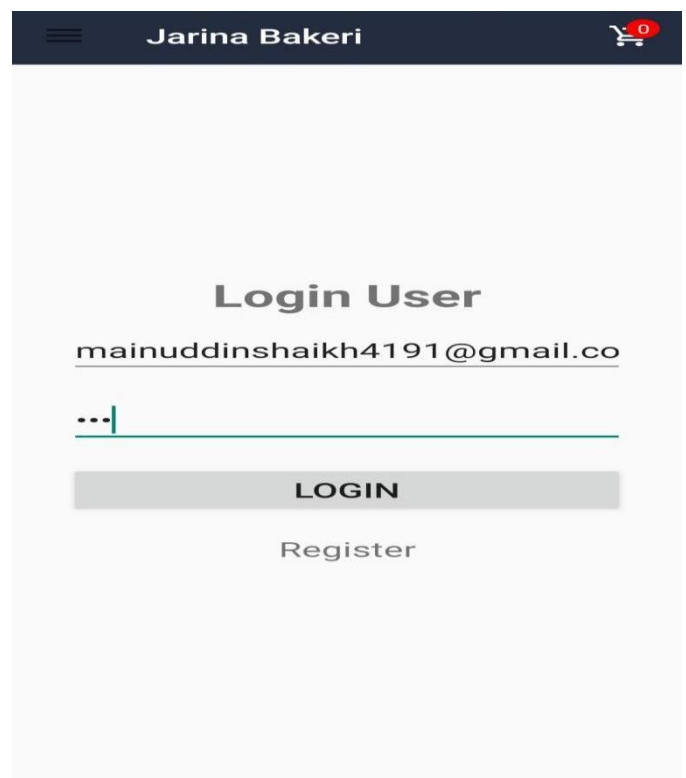 Jarina Bakeri
0
Login User
mainuddinshaikh4191@gmail.co
•••
LOGIN
Register